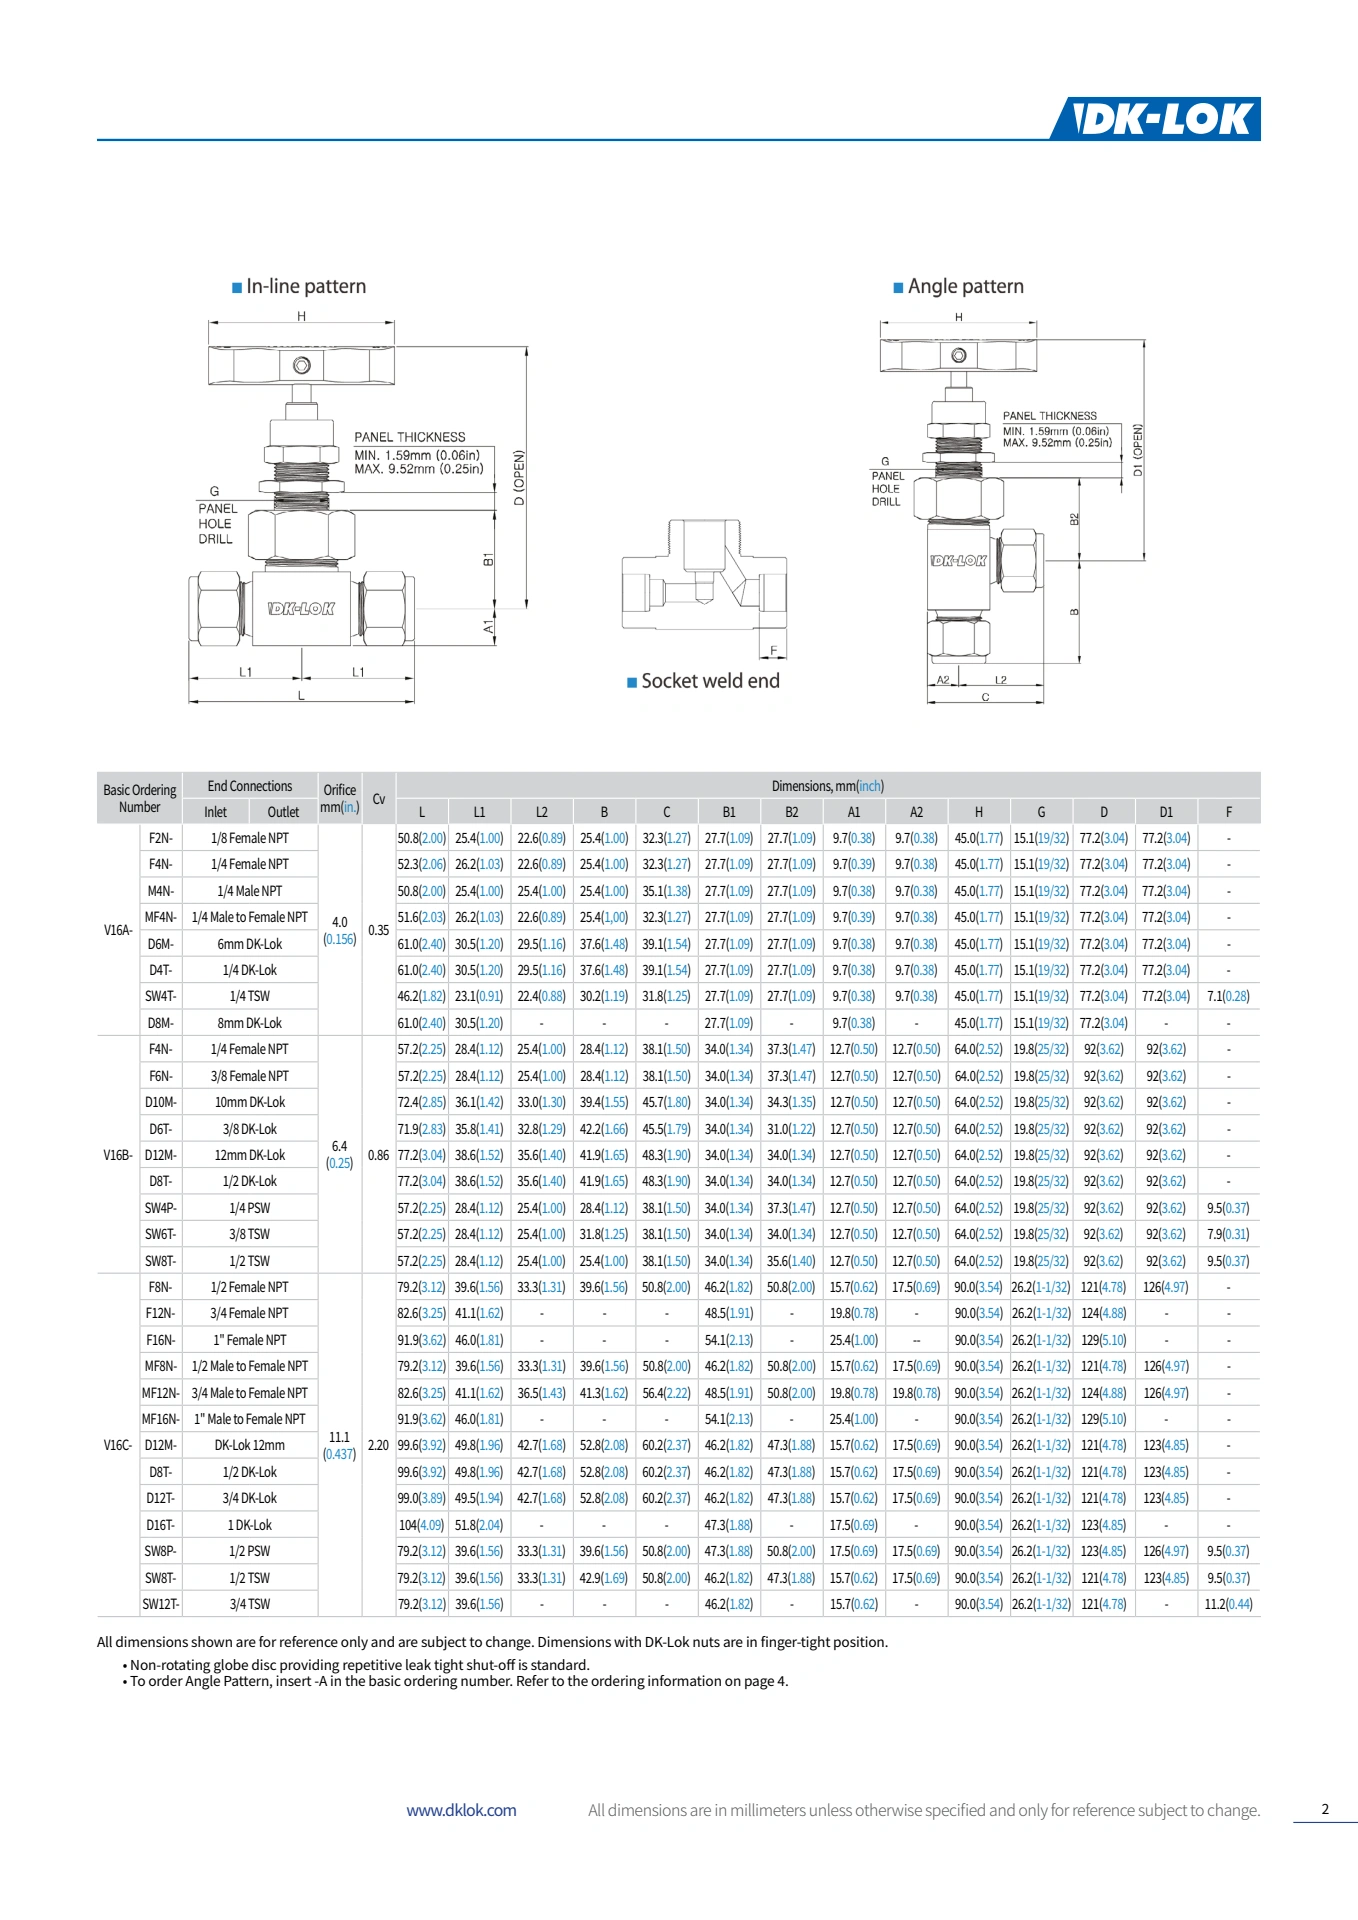 DK-LOK
■ In-line pattern
■ Angle pattern
H
PANEL THICKNESS
MIN. 1.59mm (0.06in)
MAX. 9.52mm (0.25in)
G
PANEL
HOLE
DRILL
D (OPEN)
B1
A1
DK-LOK
L1 L1
L
F
■ Socket weld end
H
PANEL THICKNESS
MIN. 1.59mm (0.06in)
MAX. 9.52mm (0.25in)
G
PANEL
HOLE
DRILL
D1 (OPEN)
B2
B
DK-LOK
A2 L2
C
Basic Ordering Number End Connections Orifice mm(in.) Cv Dimensions, mm(inch)
Inlet Outlet L L1 L2 B C B1 B2 A1 A2 H G D D1 F
V16A- 4.0 (0.156) 0.35
F2N- 1/8 Female NPT 50.8(2.00) 25.4(1.00) 22.6(0.89) 25.4(1.00) 32.3(1.27) 27.7(1.09) 27.7(1.09) 9.7(0.38) 9.7(0.38) 45.0(1.77) 15.1(19/32) 77.2(3.04) 77.2(3.04) -
F4N- 1/4 Female NPT 52.3(2.06) 26.2(1.03) 22.6(0.89) 25.4(1.00) 32.3(1.27) 27.7(1.09) 27.7(1.09) 9.7(0.39) 9.7(0.38) 45.0(1.77) 15.1(19/32) 77.2(3.04) 77.2(3.04) -
M4N- 1/4 Male NPT 50.8(2.00) 25.4(1.00) 25.4(1.00) 25.4(1.00) 35.1(1.38) 27.7(1.09) 27.7(1.09) 9.7(0.38) 9.7(0.38) 45.0(1.77) 15.1(19/32) 77.2(3.04) 77.2(3.04) -
MF4N- 1/4 Male to Female NPT 51.6(2.03) 26.2(1.03) 22.6(0.89) 25.4(1,00) 32.3(1.27) 27.7(1.09) 27.7(1.09) 9.7(0.39) 9.7(0.38) 45.0(1.77) 15.1(19/32) 77.2(3.04) 77.2(3.04) -
D6M- 6mm DK-Lok 61.0(2.40) 30.5(1.20) 29.5(1.16) 37.6(1.48) 39.1(1.54) 27.7(1.09) 27.7(1.09) 9.7(0.38) 9.7(0.38) 45.0(1.77) 15.1(19/32) 77.2(3.04) 77.2(3.04) -
D4T- 1/4 DK-Lok 61.0(2.40) 30.5(1.20) 29.5(1.16) 37.6(1.48) 39.1(1.54) 27.7(1.09) 27.7(1.09) 9.7(0.38) 9.7(0.38) 45.0(1.77) 15.1(19/32) 77.2(3.04) 77.2(3.04) -
SW4T- 1/4 TSW 46.2(1.82) 23.1(0.91) 22.4(0.88) 30.2(1.19) 31.8(1.25) 27.7(1.09) 27.7(1.09) 9.7(0.38) 9.7(0.38) 45.0(1.77) 15.1(19/32) 77.2(3.04) 77.2(3.04) 7.1(0.28)
D8M- 8mm DK-Lok 61.0(2.40) 30.5(1.20) - - - 27.7(1.09) - 9.7(0.38) - 45.0(1.77) 15.1(19/32) 77.2(3.04) - -
V16B- 6.4 (0.25) 0.86
F4N- 1/4 Female NPT 57.2(2.25) 28.4(1.12) 25.4(1.00) 28.4(1.12) 38.1(1.50) 34.0(1.34) 37.3(1.47) 12.7(0.50) 12.7(0.50) 64.0(2.52) 19.8(25/32) 92(3.62) 92(3.62) -
F6N- 3/8 Female NPT 57.2(2.25) 28.4(1.12) 25.4(1.00) 28.4(1.12) 38.1(1.50) 34.0(1.34) 37.3(1.47) 12.7(0.50) 12.7(0.50) 64.0(2.52) 19.8(25/32) 92(3.62) 92(3.62) -
D10M- 10mm DK-Lok 72.4(2.85) 36.1(1.42) 33.0(1.30) 39.4(1.55) 45.7(1.80) 34.0(1.34) 34.3(1.35) 12.7(0.50) 12.7(0.50) 64.0(2.52) 19.8(25/32) 92(3.62) 92(3.62) -
D6T- 3/8 DK-Lok 71.9(2.83) 35.8(1.41) 32.8(1.29) 42.2(1.66) 45.5(1.79) 34.0(1.34) 31.0(1.22) 12.7(0.50) 12.7(0.50) 64.0(2.52) 19.8(25/32) 92(3.62) 92(3.62) -
D12M- 12mm DK-Lok 77.2(3.04) 38.6(1.52) 35.6(1.40) 41.9(1.65) 48.3(1.90) 34.0(1.34) 34.0(1.34) 12.7(0.50) 12.7(0.50) 64.0(2.52) 19.8(25/32) 92(3.62) 92(3.62) -
D8T- 1/2 DK-Lok 77.2(3.04) 38.6(1.52) 35.6(1.40) 41.9(1.65) 48.3(1.90) 34.0(1.34) 34.0(1.34) 12.7(0.50) 12.7(0.50) 64.0(2.52) 19.8(25/32) 92(3.62) 92(3.62) -
SW4P- 1/4 PSW 57.2(2.25) 28.4(1.12) 25.4(1.00) 28.4(1.12) 38.1(1.50) 34.0(1.34) 37.3(1.47) 12.7(0.50) 12.7(0.50) 64.0(2.52) 19.8(25/32) 92(3.62) 92(3.62) 9.5(0.37)
SW6T- 3/8 TSW 57.2(2.25) 28.4(1.12) 25.4(1.00) 31.8(1.25) 38.1(1.50) 34.0(1.34) 34.0(1.34) 12.7(0.50) 12.7(0.50) 64.0(2.52) 19.8(25/32) 92(3.62) 92(3.62) 7.9(0.31)
SW8T- 1/2 TSW 57.2(2.25) 28.4(1.12) 25.4(1.00) 25.4(1.00) 38.1(1.50) 34.0(1.34) 35.6(1.40) 12.7(0.50) 12.7(0.50) 64.0(2.52) 19.8(25/32) 92(3.62) 92(3.62) 9.5(0.37)
V16C- 11.1 (0.437) 2.20
F8N- 1/2 Female NPT 79.2(3.12) 39.6(1.56) 33.3(1.31) 39.6(1.56) 50.8(2.00) 46.2(1.82) 50.8(2.00) 15.7(0.62) 17.5(0.69) 90.0(3.54) 26.2(1-1/32) 121(4.78) 126(4.97) -
F12N- 3/4 Female NPT 82.6(3.25) 41.1(1.62) - - - 48.5(1.91) - 19.8(0.78) - 90.0(3.54) 26.2(1-1/32) 124(4.88) - -
F16N- 1" Female NPT 91.9(3.62) 46.0(1.81) - - - 54.1(2.13) - 25.4(1.00) -- 90.0(3.54) 26.2(1-1/32) 129(5.10) - -
MF8N- 1/2 Male to Female NPT 79.2(3.12) 39.6(1.56) 33.3(1.31) 39.6(1.56) 50.8(2.00) 46.2(1.82) 50.8(2.00) 15.7(0.62) 17.5(0.69) 90.0(3.54) 26.2(1-1/32) 121(4.78) 126(4.97) -
MF12N- 3/4 Male to Female NPT 82.6(3.25) 41.1(1.62) 36.5(1.43) 41.3(1.62) 56.4(2.22) 48.5(1.91) 50.8(2.00) 19.8(0.78) 19.8(0.78) 90.0(3.54) 26.2(1-1/32) 124(4.88) 126(4.97) -
MF16N- 1" Male to Female NPT 91.9(3.62) 46.0(1.81) - - - 54.1(2.13) - 25.4(1.00) - 90.0(3.54) 26.2(1-1/32) 129(5.10) - -
D12M- DK-Lok 12mm 99.6(3.92) 49.8(1.96) 42.7(1.68) 52.8(2.08) 60.2(2.37) 46.2(1.82) 47.3(1.88) 15.7(0.62) 17.5(0.69) 90.0(3.54) 26.2(1-1/32) 121(4.78) 123(4.85) -
D8T- 1/2 DK-Lok 99.6(3.92) 49.8(1.96) 42.7(1.68) 52.8(2.08) 60.2(2.37) 46.2(1.82) 47.3(1.88) 15.7(0.62) 17.5(0.69) 90.0(3.54) 26.2(1-1/32) 121(4.78) 123(4.85) -
D12T- 3/4 DK-Lok 99.0(3.89) 49.5(1.94) 42.7(1.68) 52.8(2.08) 60.2(2.37) 46.2(1.82) 47.3(1.88) 15.7(0.62) 17.5(0.69) 90.0(3.54) 26.2(1-1/32) 121(4.78) 123(4.85) -
D16T- 1 DK-Lok 104(4.09) 51.8(2.04) - - - 47.3(1.88) - 17.5(0.69) - 90.0(3.54) 26.2(1-1/32) 123(4.85) - -
SW8P- 1/2 PSW 79.2(3.12) 39.6(1.56) 33.3(1.31) 39.6(1.56) 50.8(2.00) 47.3(1.88) 50.8(2.00) 17.5(0.69) 17.5(0.69) 90.0(3.54) 26.2(1-1/32) 123(4.85) 126(4.97) 9.5(0.37)
SW8T- 1/2 TSW 79.2(3.12) 39.6(1.56) 33.3(1.31) 42.9(1.69) 50.8(2.00) 46.2(1.82) 47.3(1.88) 15.7(0.62) 17.5(0.69) 90.0(3.54) 26.2(1-1/32) 121(4.78) 123(4.85) 9.5(0.37)
SW12T- 3/4 TSW 79.2(3.12) 39.6(1.56) - - - 46.2(1.82) - 15.7(0.62) - 90.0(3.54) 26.2(1-1/32) 121(4.78) - 11.2(0.44)
All dimensions shown are for reference only and are subject to change. Dimensions with DK-Lok nuts are in finger-tight position.
• Non-rotating globe disc providing repetitive leak tight shut-off is standard.
• To order Angle Pattern, insert -A in the basic ordering number. Refer to the ordering information on page 4.
www.dklok.com All dimensions are in millimeters unless otherwise specified and only for reference subject to change. 2